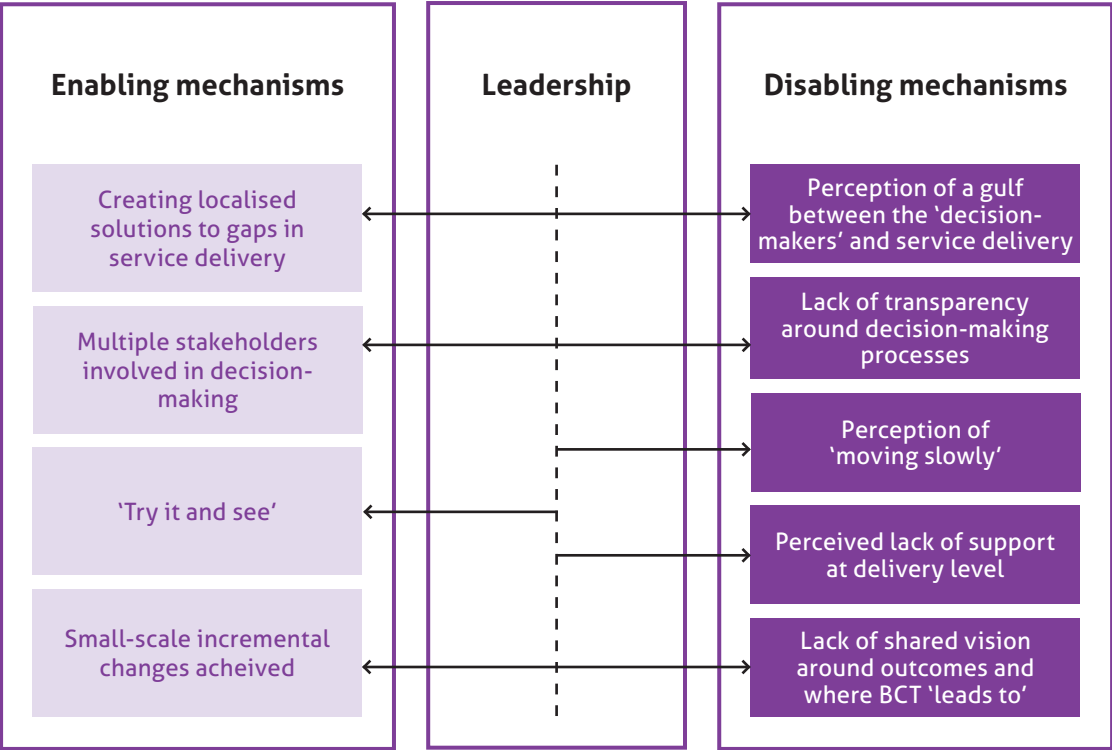 Enabling mechanisms
Creating localised
solutions to gaps in
service delivery
Multiple stakeholders
involved in decision-
making
‘Try it and see’
Small-scale incremental
changes acheived
Leadership
Disabling mechanisms
Perception of a gulf
between the ‘decision-
makers’ and service delivery
Lack of transparency
around decision-making
processes
Perception of
‘moving slowly’
Perceived lack of support
at delivery level
Lack of shared vision
around outcomes and
where BCT ‘leads to’